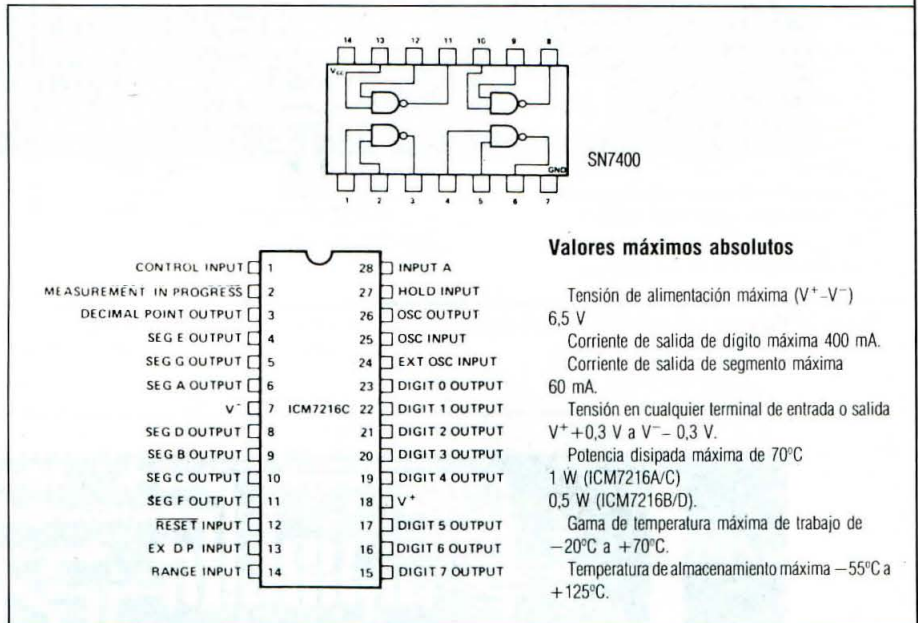 14 13 12 11 10 9 8
Vcc
GND
SN7400
1 2 3 4 5 6 7
CONTROL INPUT 1
MEASUREMENT IN PROGRESS 2
DECIMAL POINT OUTPUT 3
SEG E OUTPUT 4
SEG G OUTPUT 5
SEG A OUTPUT 6
V⁻ 7
SEG D OUTPUT 8
SEG B OUTPUT 9
SEG C OUTPUT 10
SEG F OUTPUT 11
RESET INPUT 12
EX D P INPUT 13
RANGE INPUT 14
ICM7216C
28 INPUT A
27 HOLD INPUT
26 OSC OUTPUT
25 OSC INPUT
24 EXT OSC INPUT
23 DIGIT 0 OUTPUT
22 DIGIT 1 OUTPUT
21 DIGIT 2 OUTPUT
20 DIGIT 3 OUTPUT
19 DIGIT 4 OUTPUT
18 V⁺
17 DIGIT 5 OUTPUT
16 DIGIT 6 OUTPUT
15 DIGIT 7 OUTPUT
Valores máximos absolutos
Tensión de alimentación máxima (V⁺–V⁻)
6,5 V
Corriente de salida de dígito máxima 400 mA.
Corriente de salida de segmento máxima
60 mA.
Tensión en cualquier terminal de entrada o salida
V⁺+0,3 V a V⁻– 0,3 V.
Potencia disipada máxima de 70ºC
1 W (ICM7216A/C)
0,5 W (ICM7216B/D).
Gama de temperatura máxima de trabajo de
–20ºC a +70ºC.
Temperatura de almacenamiento máxima –55ºC a
+125ºC.